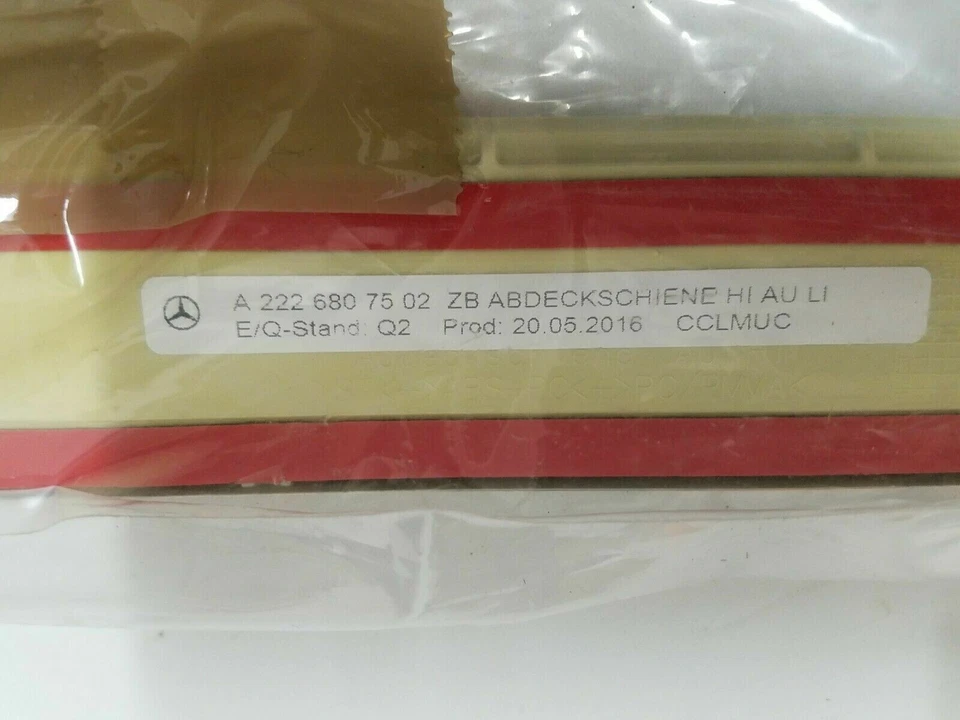 A 222 680 75 02 ZB ABDECKSCHIENE HI AU LI
E/Q-Stand: Q2 Prod: 20.05.2016 CCLMUC